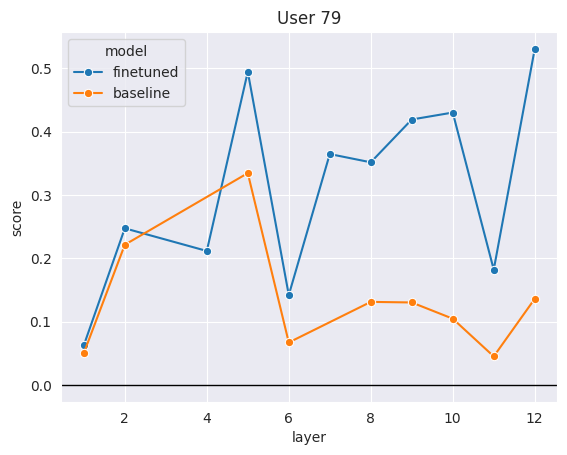 User 79
model
finetuned
baseline
score
0.5
0.4
0.3
0.2
0.1
0.0
2 4 6 8 10 12
layer